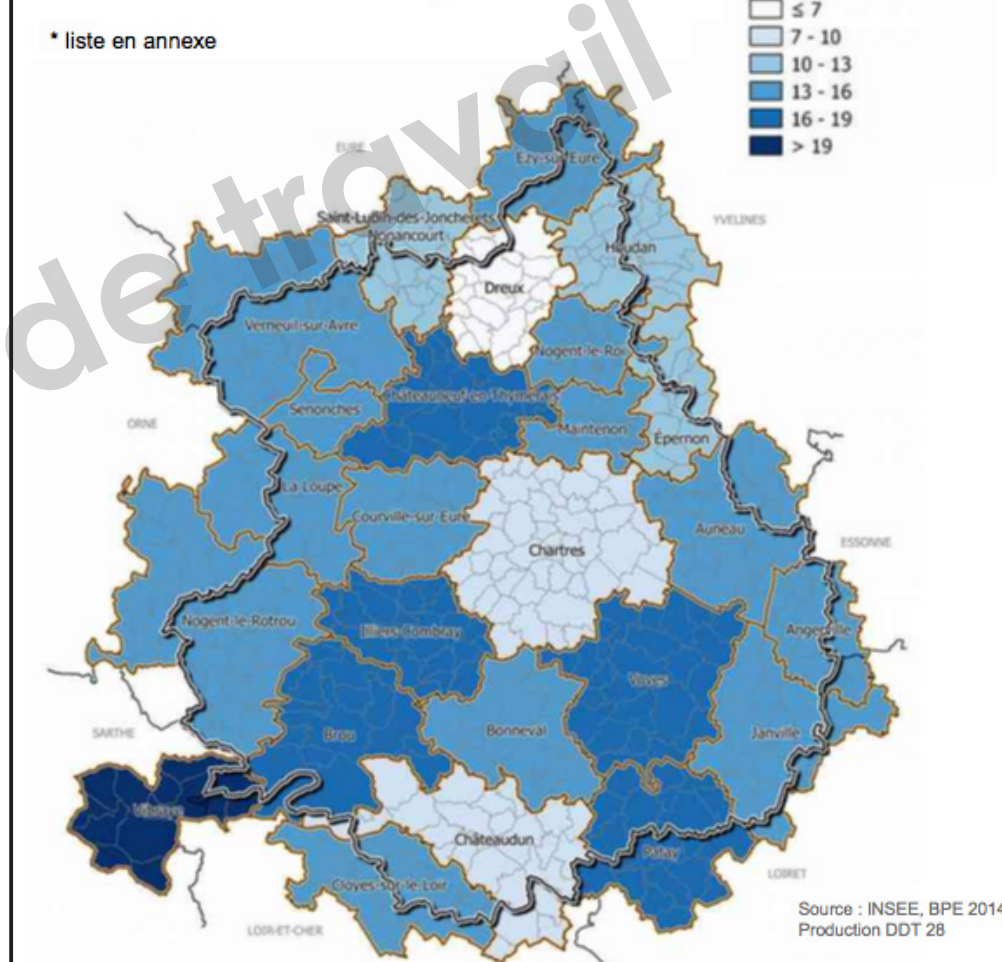 ≤ 7
* liste en annexe
7 - 10
10 - 13
13 - 16
16 - 19
> 19
de travail
EURE
Ezy-sur-Eure
YVELINES
Saint-Lubin-des-Joncherets
Nonancourt
Houdan
Dreux
Verneuil-sur-Avre
Nogent-le-Roi
Châteauneuf-en-Thymerais
Senonches
Maintenon
Épernon
ORNE
La Loupe
Courville-sur-Eure
Auneau
ESSONNE
Chartres
Nogent-le-Rotrou
Illiers-Combray
Angerville
Voves
SARTHE
Brou
Bonneval
Janville
Vibraye
Châteaudun
Patay
LOIRET
Cloyes-sur-le-Loir
LOIR-ET-CHER
Source : INSEE, BPE 2014
Production DDT 28